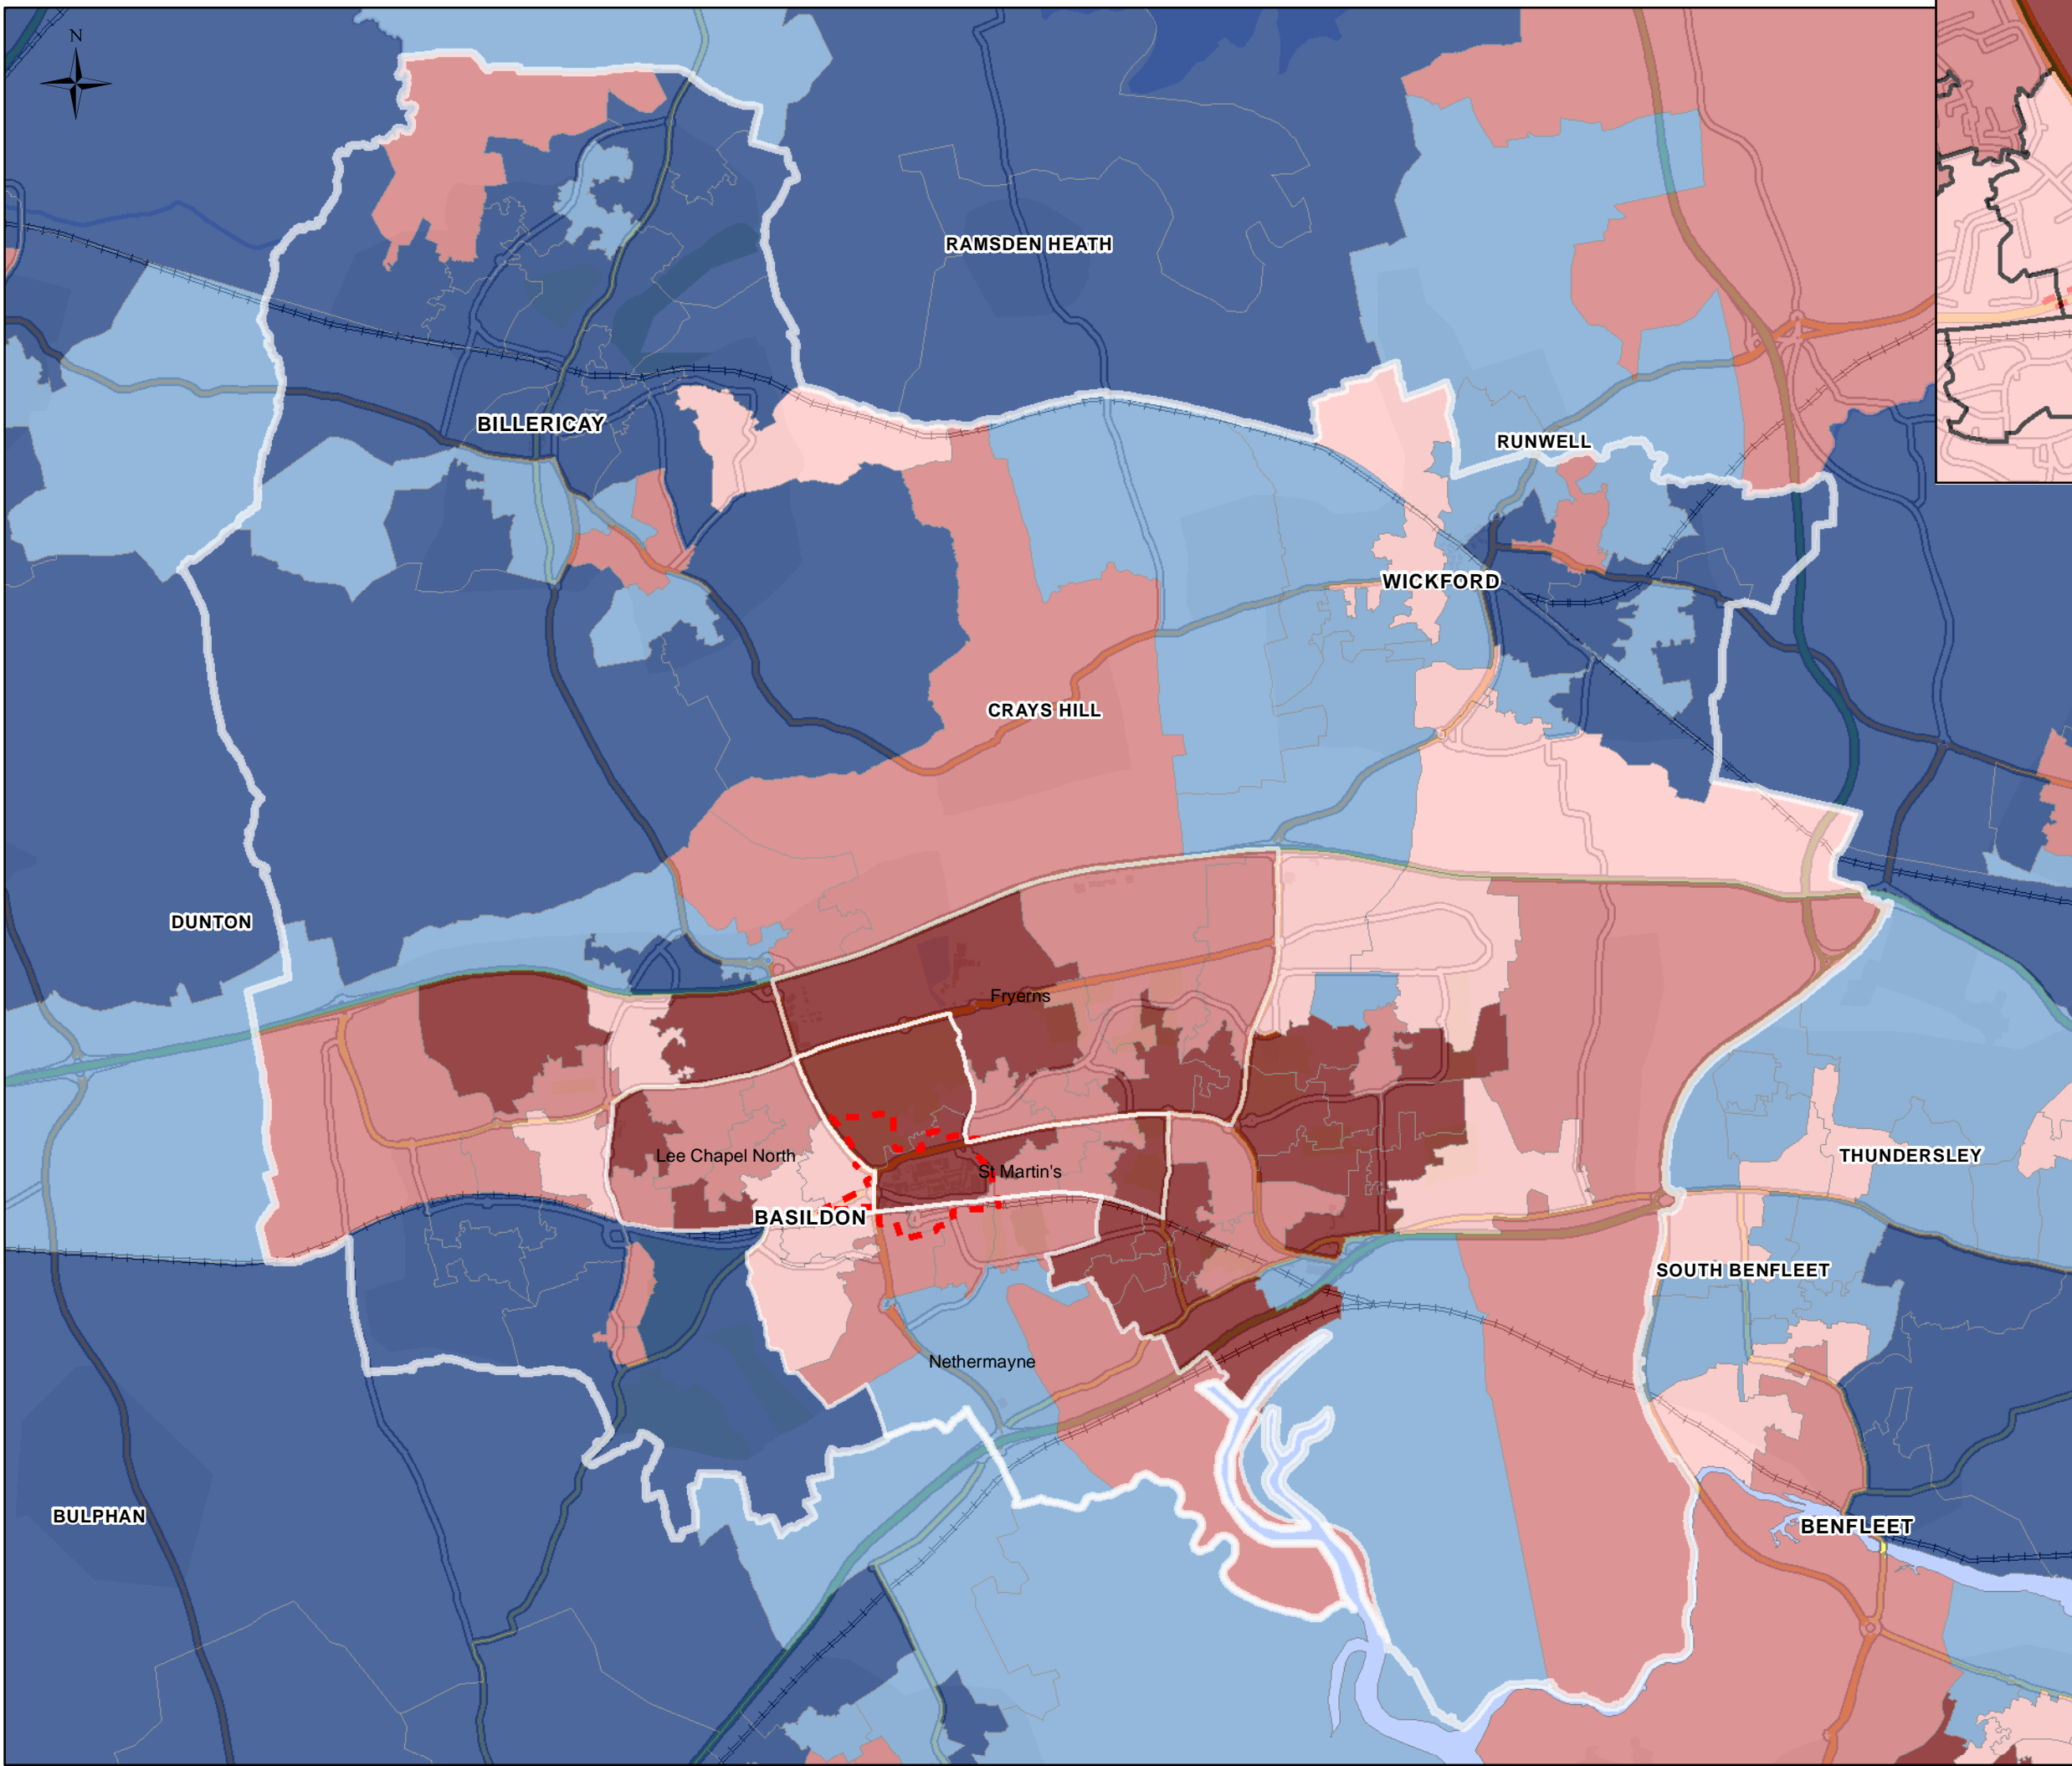 N
RAMSDEN HEATH
BILLERICAY
RUNWELL
WICKFORD
CRAYS HILL
DUNTON
Fryerns
Lee Chapel North
St Martin's
THUNDERSLEY
BASILDON
SOUTH BENFLEET
Nethermayne
BULPHAN
BENFLEET